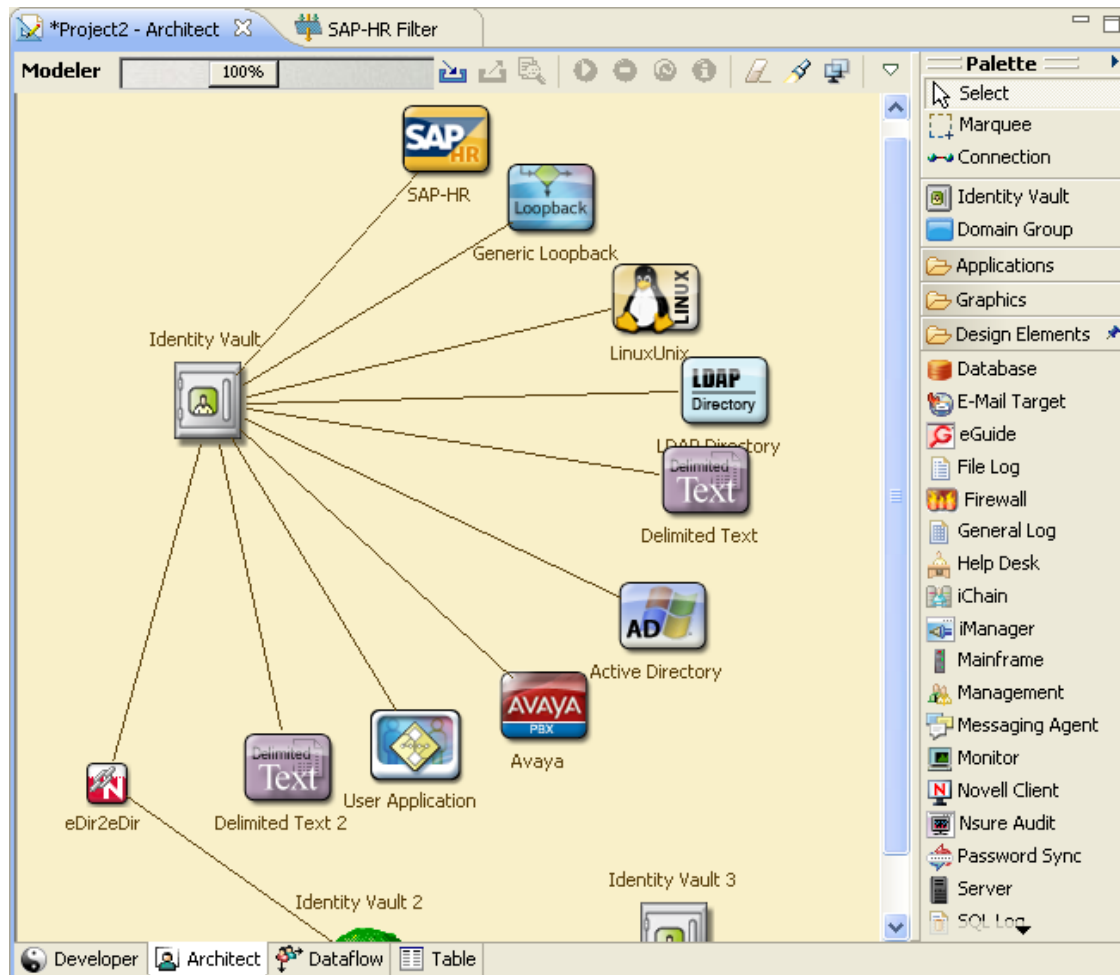 *Project2 - Architect
SAP-HR Filter
Modeler
100%
SAP HR
SAP-HR
Loopback
Generic Loopback
LINUX
LinuxUnix
Identity Vault
LDAP
Directory
LDAP Directory
Delimited
Text
Delimited Text
AD
Active Directory
AVAYA
PBX
Avaya
User Application
Delimited
Text
Delimited Text 2
N
eDir2eDir
Identity Vault 2
Identity Vault 3
Developer
Architect
Dataflow
Table
Palette
Select
Marquee
Connection
Identity Vault
Domain Group
Applications
Graphics
Design Elements
Database
E-Mail Target
eGuide
File Log
Firewall
General Log
Help Desk
iChain
iManager
Mainframe
Management
Messaging Agent
Monitor
Novell Client
Nsure Audit
Password Sync
Server
SQL Log